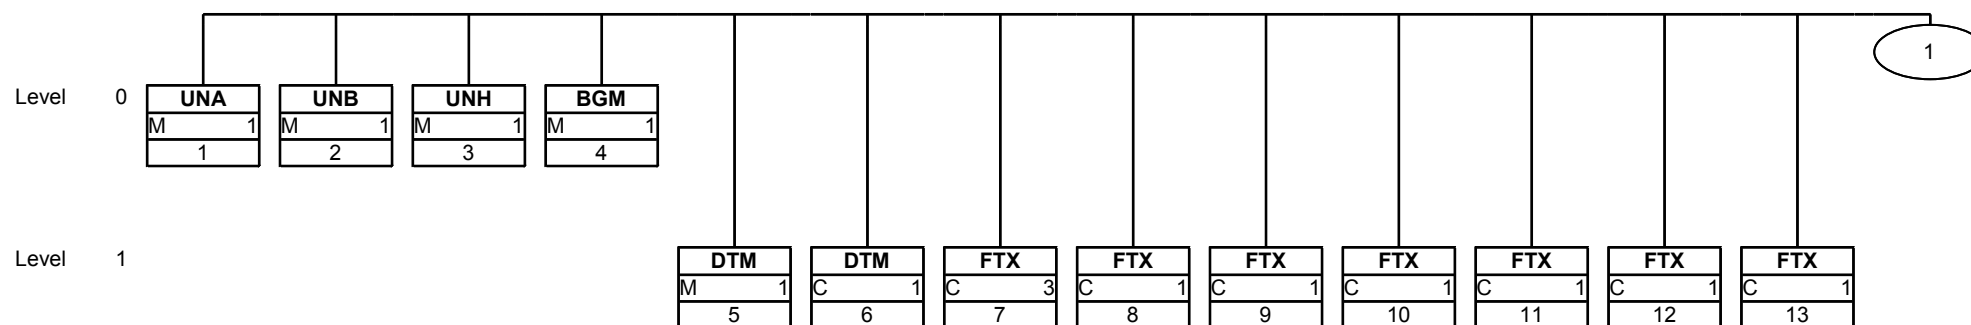 1
Level 0 UNA UNB UNH BGM
M 1 M 1 M 1 M 1
1 2 3 4
Level 1 DTM DTM FTX FTX FTX FTX FTX FTX FTX
M 1 C 1 C 3 C 1 C 1 C 1 C 1 C 1 C 1
5 6 7 8 9 10 11 12 13